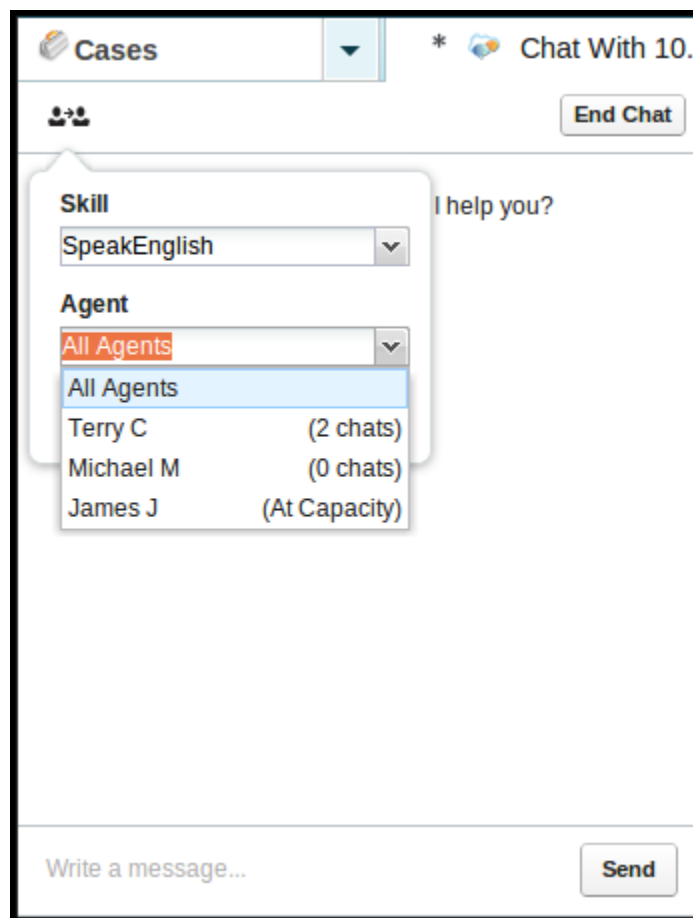 Cases
* Chat With 10.
End Chat
Skill
I help you?
SpeakEnglish
Agent
All Agents
All Agents
Terry C (2 chats)
Michael M (0 chats)
James J (At Capacity)
Write a message...
Send